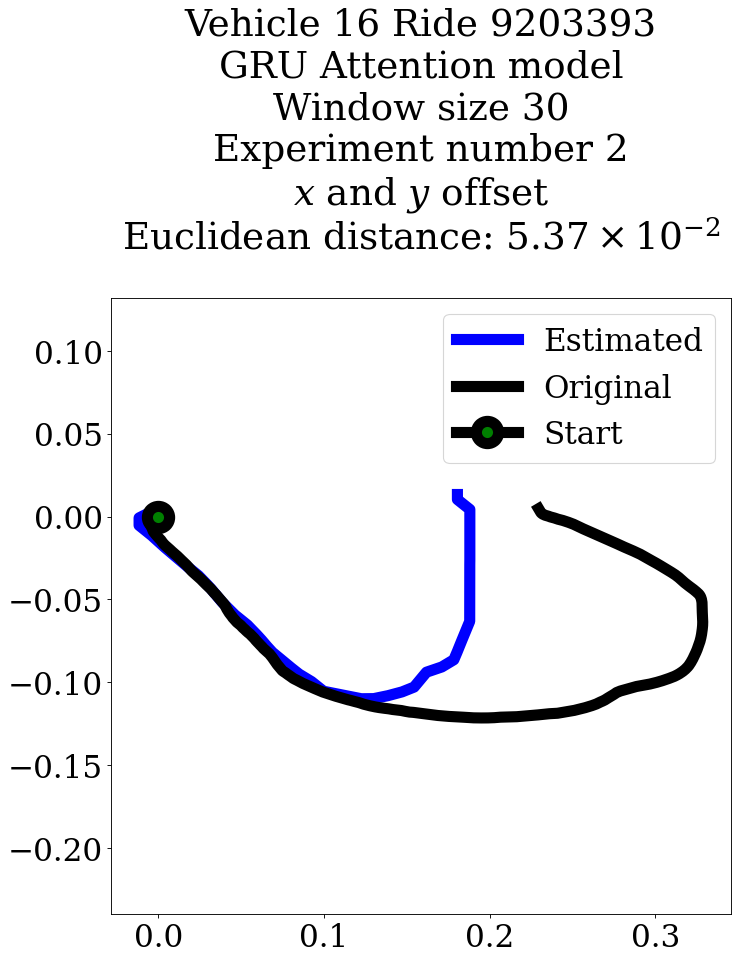 Vehicle 16 Ride 9203393
GRU Attention model
Window size 30
Experiment number 2
x and y offset
Euclidean distance: 5.37 × 10⁻²
Estimated
Original
Start
0.10
0.05
0.00
−0.05
−0.10
−0.15
−0.20
0.0 0.1 0.2 0.3